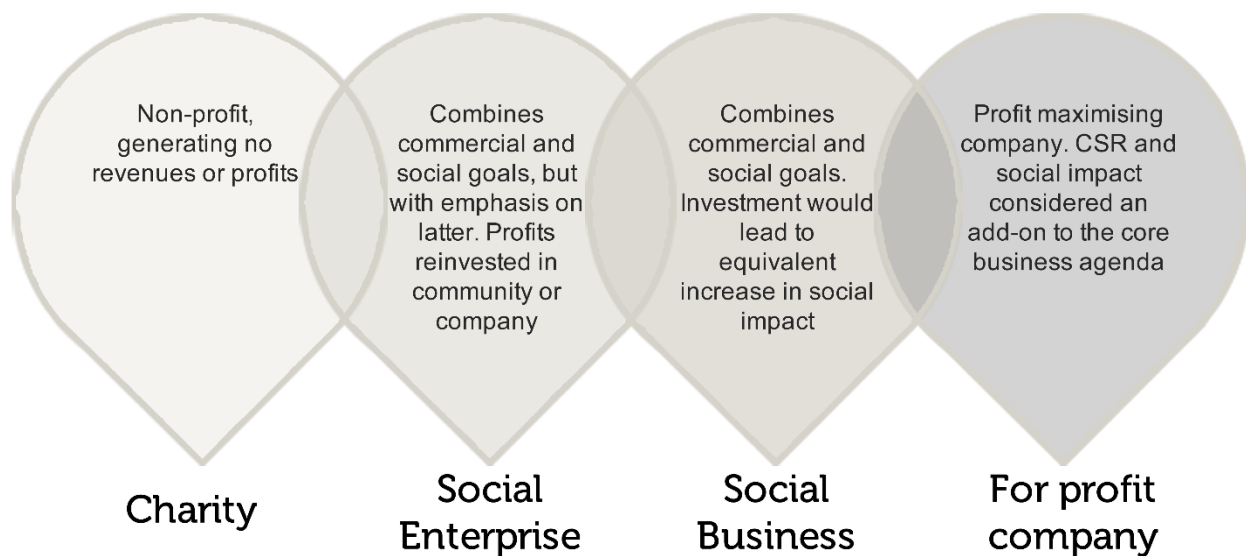 Non-profit,
generating no
revenues or profits
Combines
commercial and
social goals, but
with emphasis on
latter. Profits
reinvested in
community or
company
Combines
commercial and
social goals.
Investment would
lead to
equivalent
increase in social
impact
Profit maximising
company. CSR and
social impact
considered an
add-on to the core
business agenda
Charity
Social
Enterprise
Social
Business
For profit
company